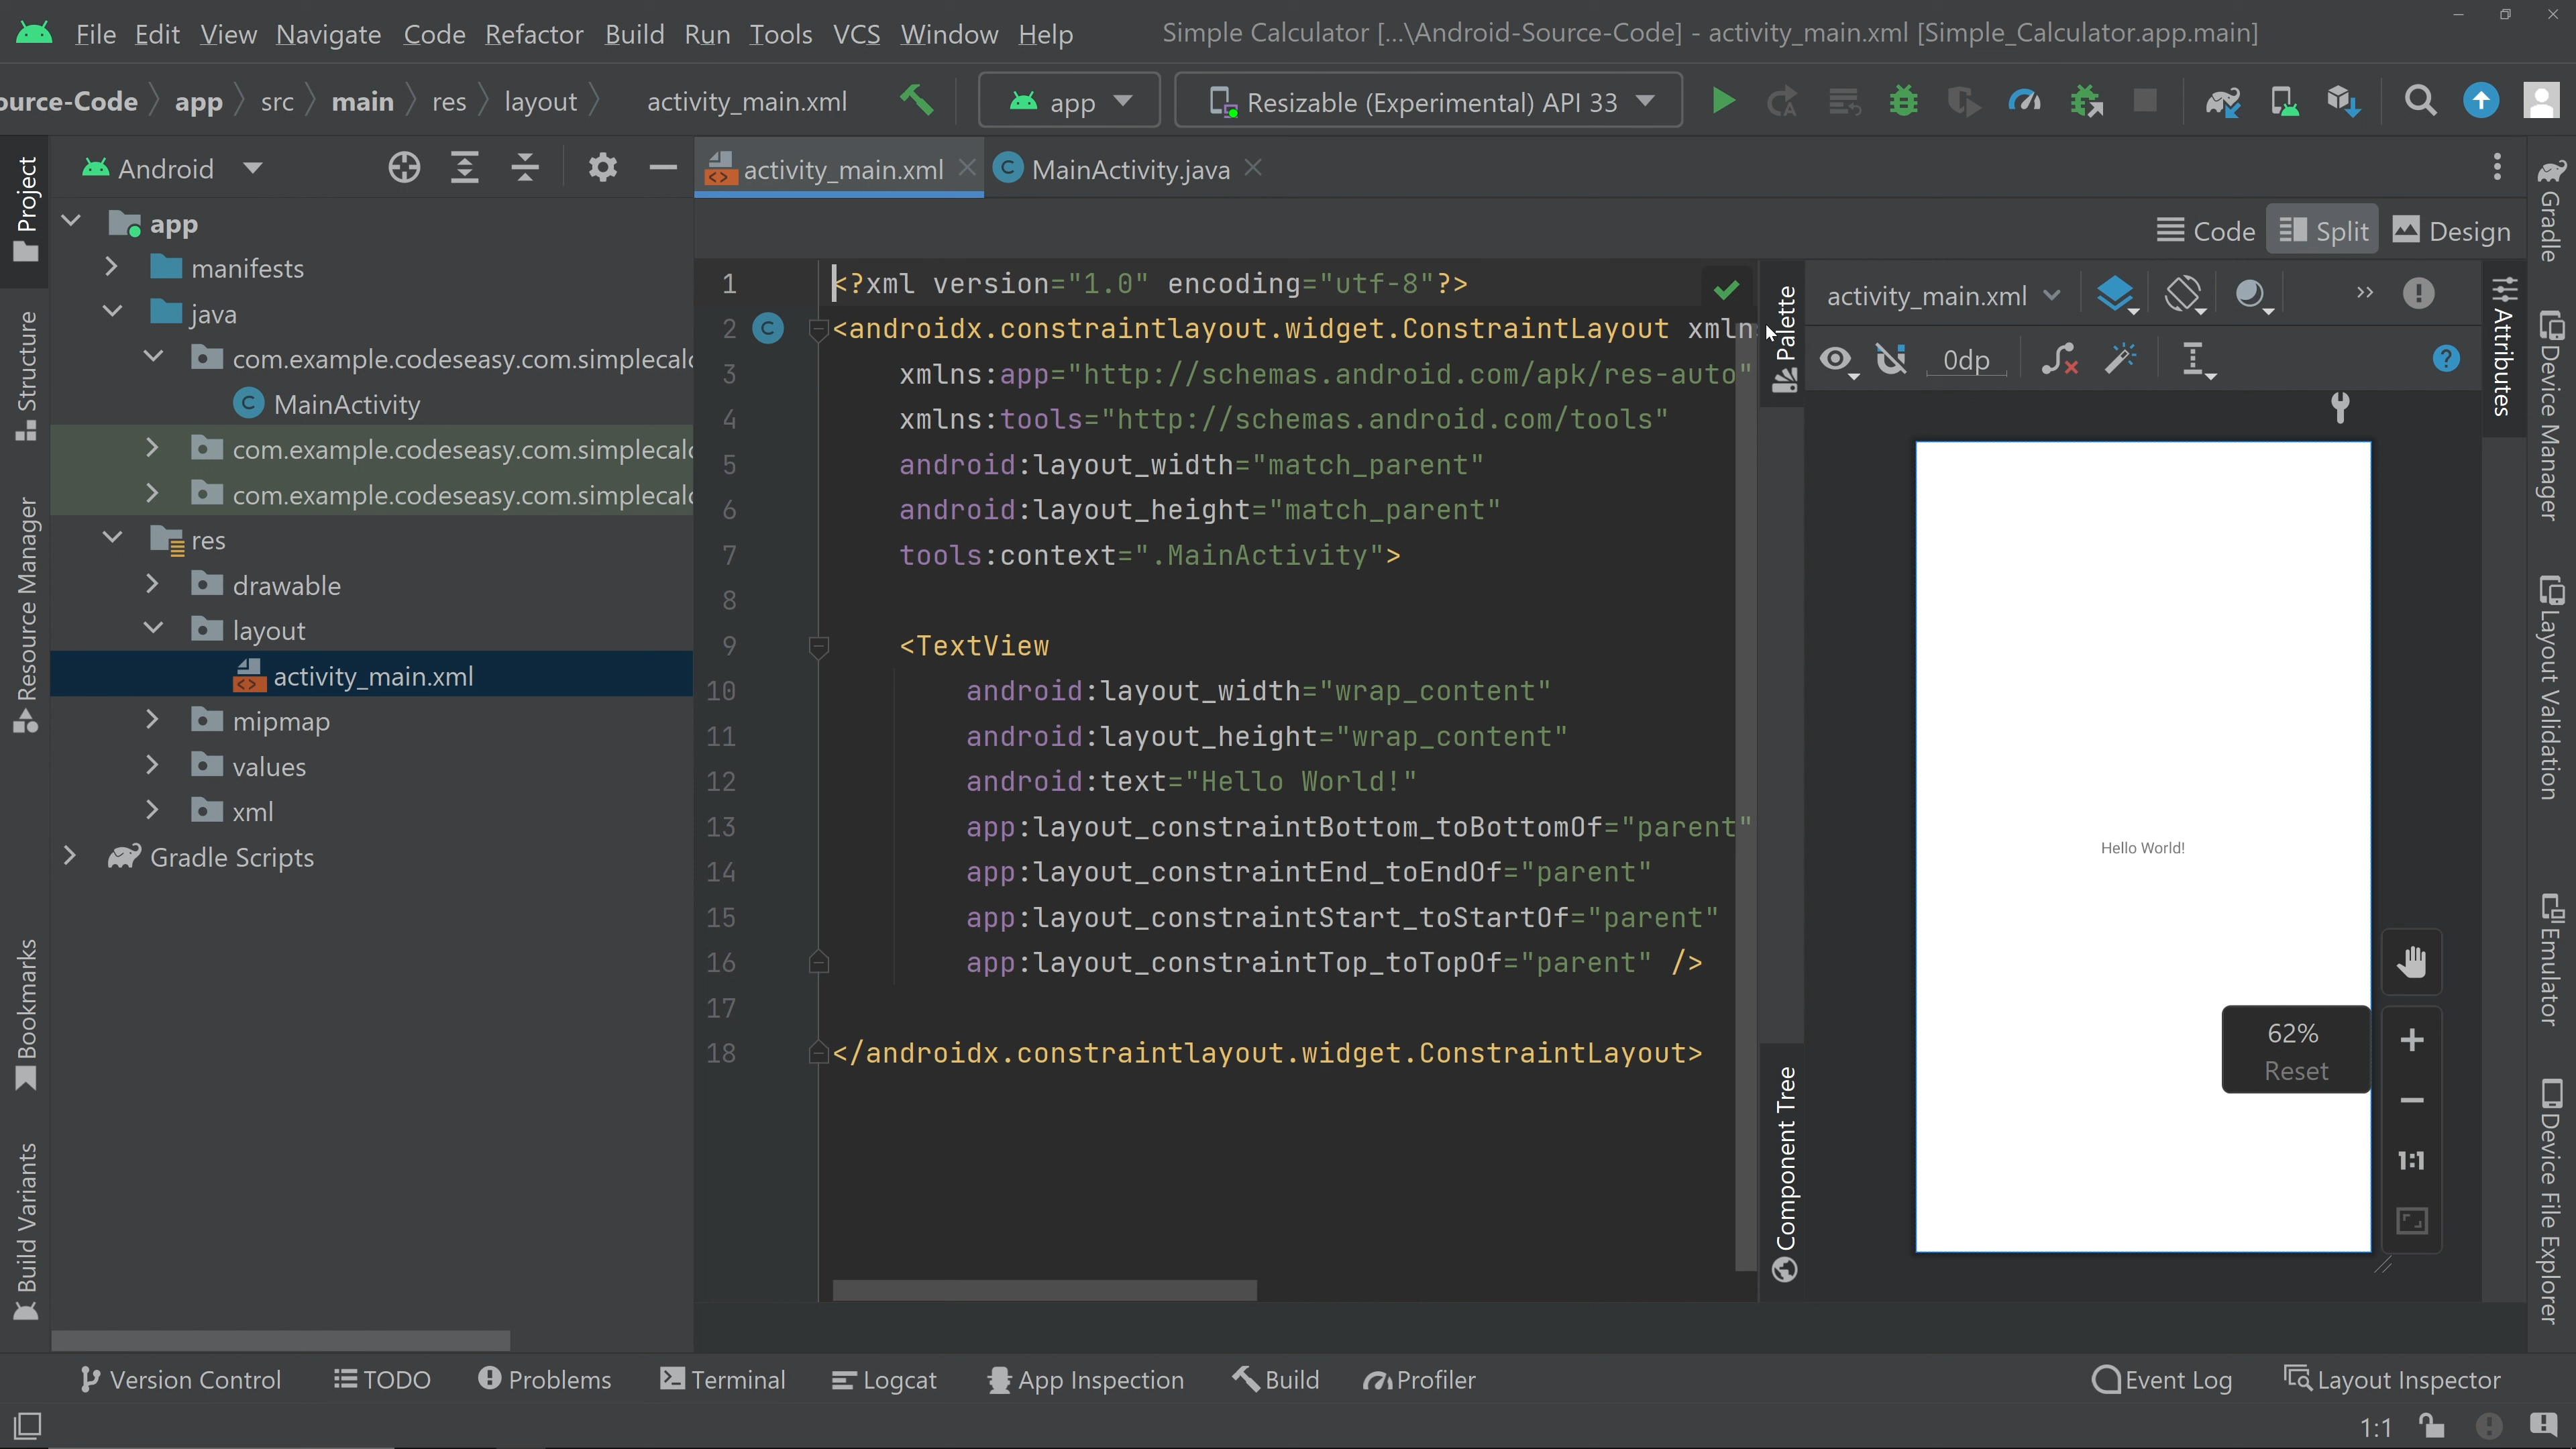 File Edit View Navigate Code Refactor Build Run Tools VCS Window Help Simple Calculator [...\Android-Source-Code] - activity_main.xml [Simple_Calculator.app.main]
ource-Code app src main res layout activity_main.xml app Resizable (Experimental) API 33
Android
activity_main.xml MainActivity.java
Code Split Design
Project
Structure
Resource Manager
Bookmarks
Build Variants
app
manifests
java
com.example.codeseasy.com.simplecalc
MainActivity
com.example.codeseasy.com.simplecalc
com.example.codeseasy.com.simplecalc
res
drawable
layout
activity_main.xml
mipmap
values
xml
Gradle Scripts
1 <?xml version="1.0" encoding="utf-8"?>
2 C <androidx.constraintlayout.widget.ConstraintLayout xmln
3 xmlns:app="http://schemas.android.com/apk/res-auto"
4 xmlns:tools="http://schemas.android.com/tools"
5 android:layout_width="match_parent"
6 android:layout_height="match_parent"
7 tools:context=".MainActivity">
8
9 <TextView
10 android:layout_width="wrap_content"
11 android:layout_height="wrap_content"
12 android:text="Hello World!"
13 app:layout_constraintBottom_toBottomOf="parent"
14 app:layout_constraintEnd_toEndOf="parent"
15 app:layout_constraintStart_toStartOf="parent"
16 app:layout_constraintTop_toTopOf="parent" />
17
18 </androidx.constraintlayout.widget.ConstraintLayout>
Palette
Component Tree
activity_main.xml
0dp
Hello World!
62%
Reset
1:1
Attributes
Gradle
Device Manager
Layout Validation
Emulator
Device File Explorer
Version Control TODO Problems Terminal Logcat App Inspection Build Profiler Event Log Layout Inspector
1:1